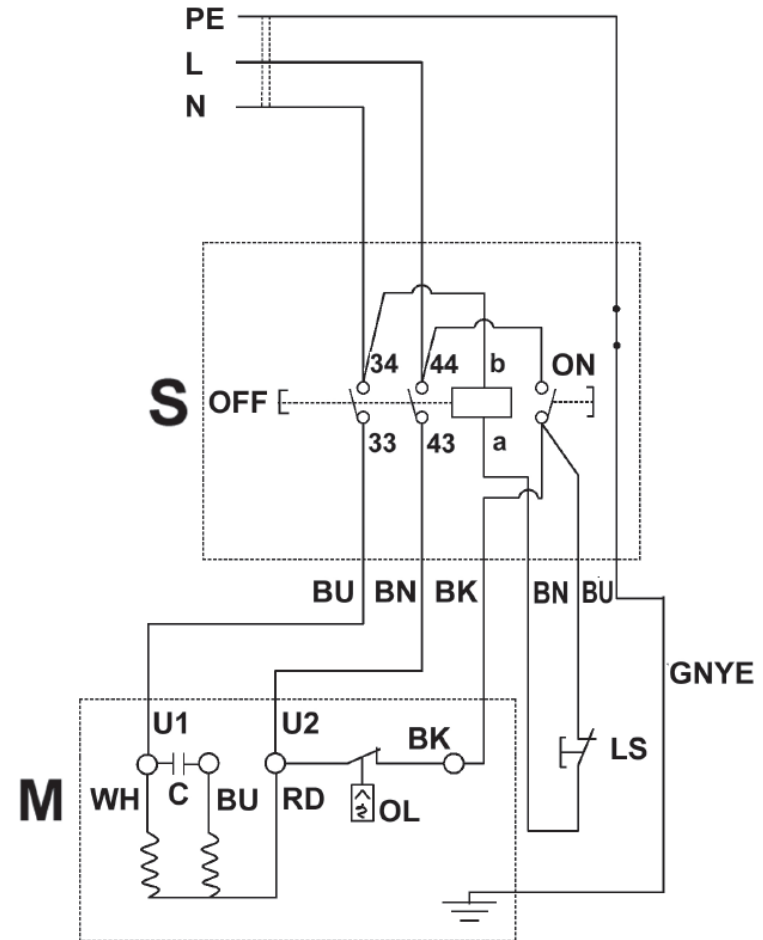 PE
L
N
34 44 b ON
S OFF
33 43 a
BU BN BK BN BU
GNYE
U1 U2
BK LS
M WH C BU RD OL